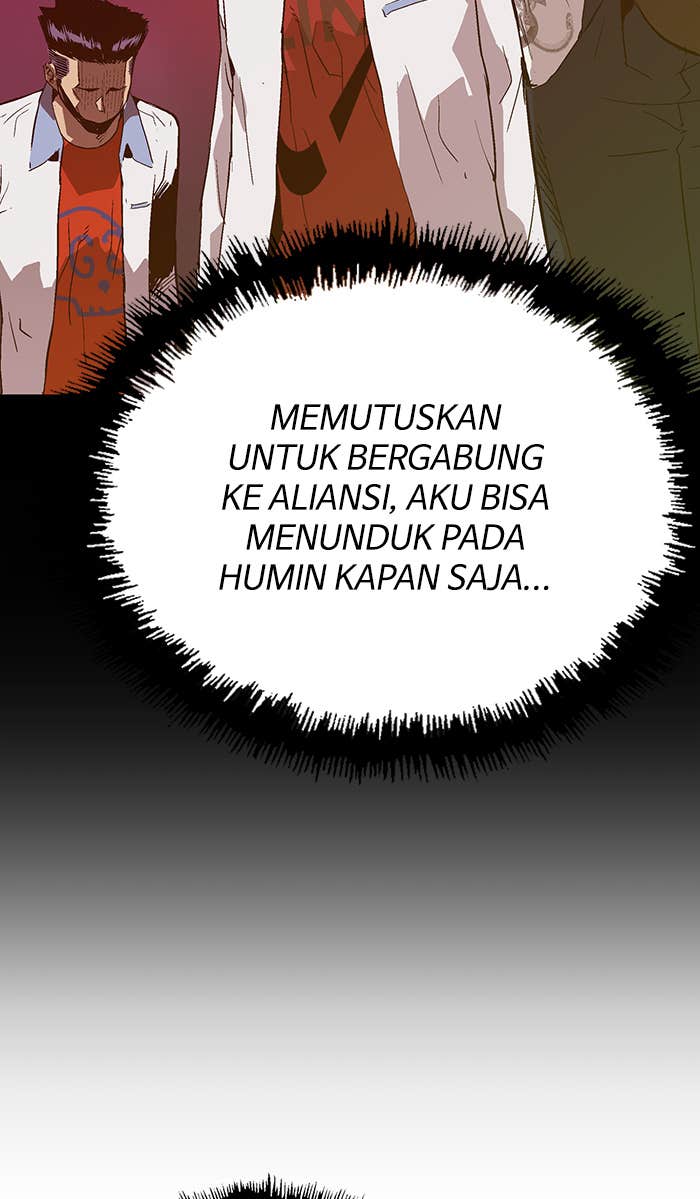 MEMUTUSKAN
UNTUK BERGABUNG
KE ALIANSI, AKU BISA
MENUNDUK PADA
HUMIN KAPAN SAJA...